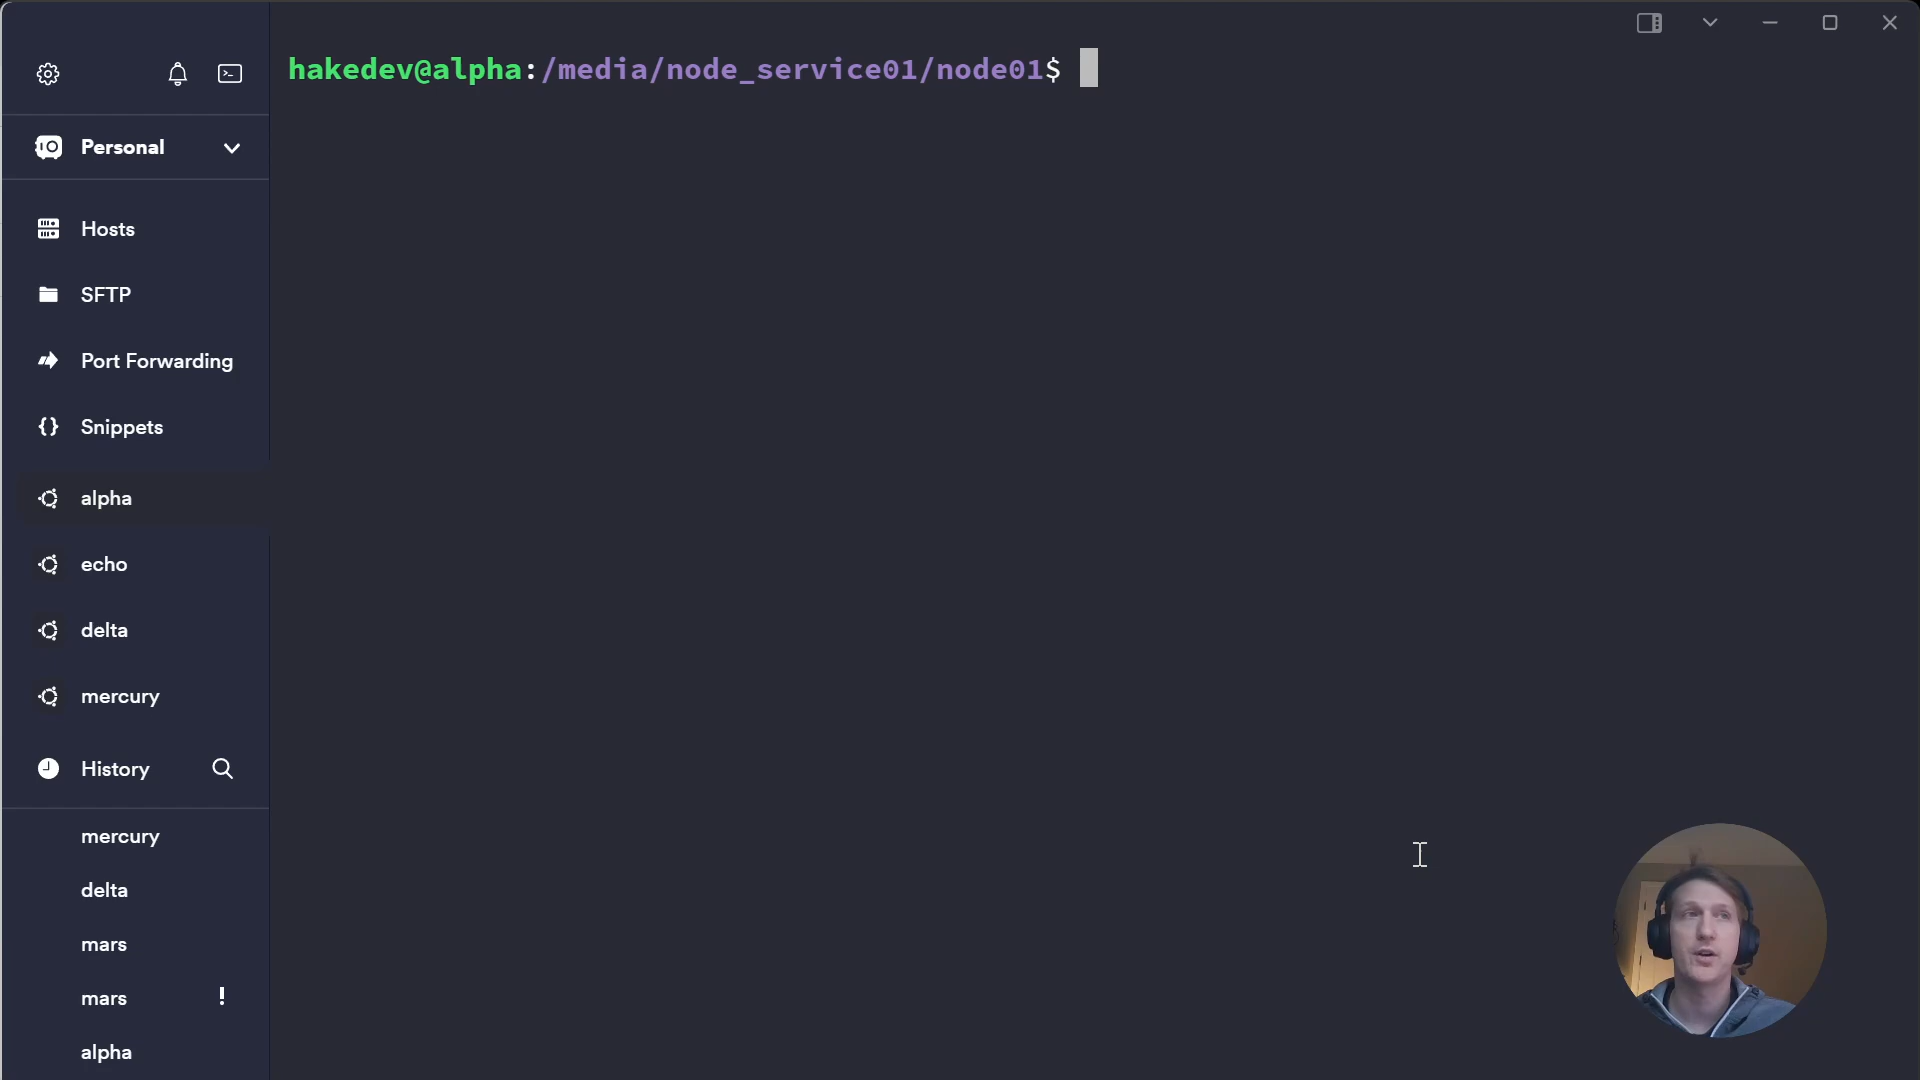 hakedev@alpha:/media/node_service01/node01$
Personal
Hosts
SFTP
Port Forwarding
{} Snippets
alpha
echo
delta
mercury
History
mercury
delta
mars
mars !
alpha